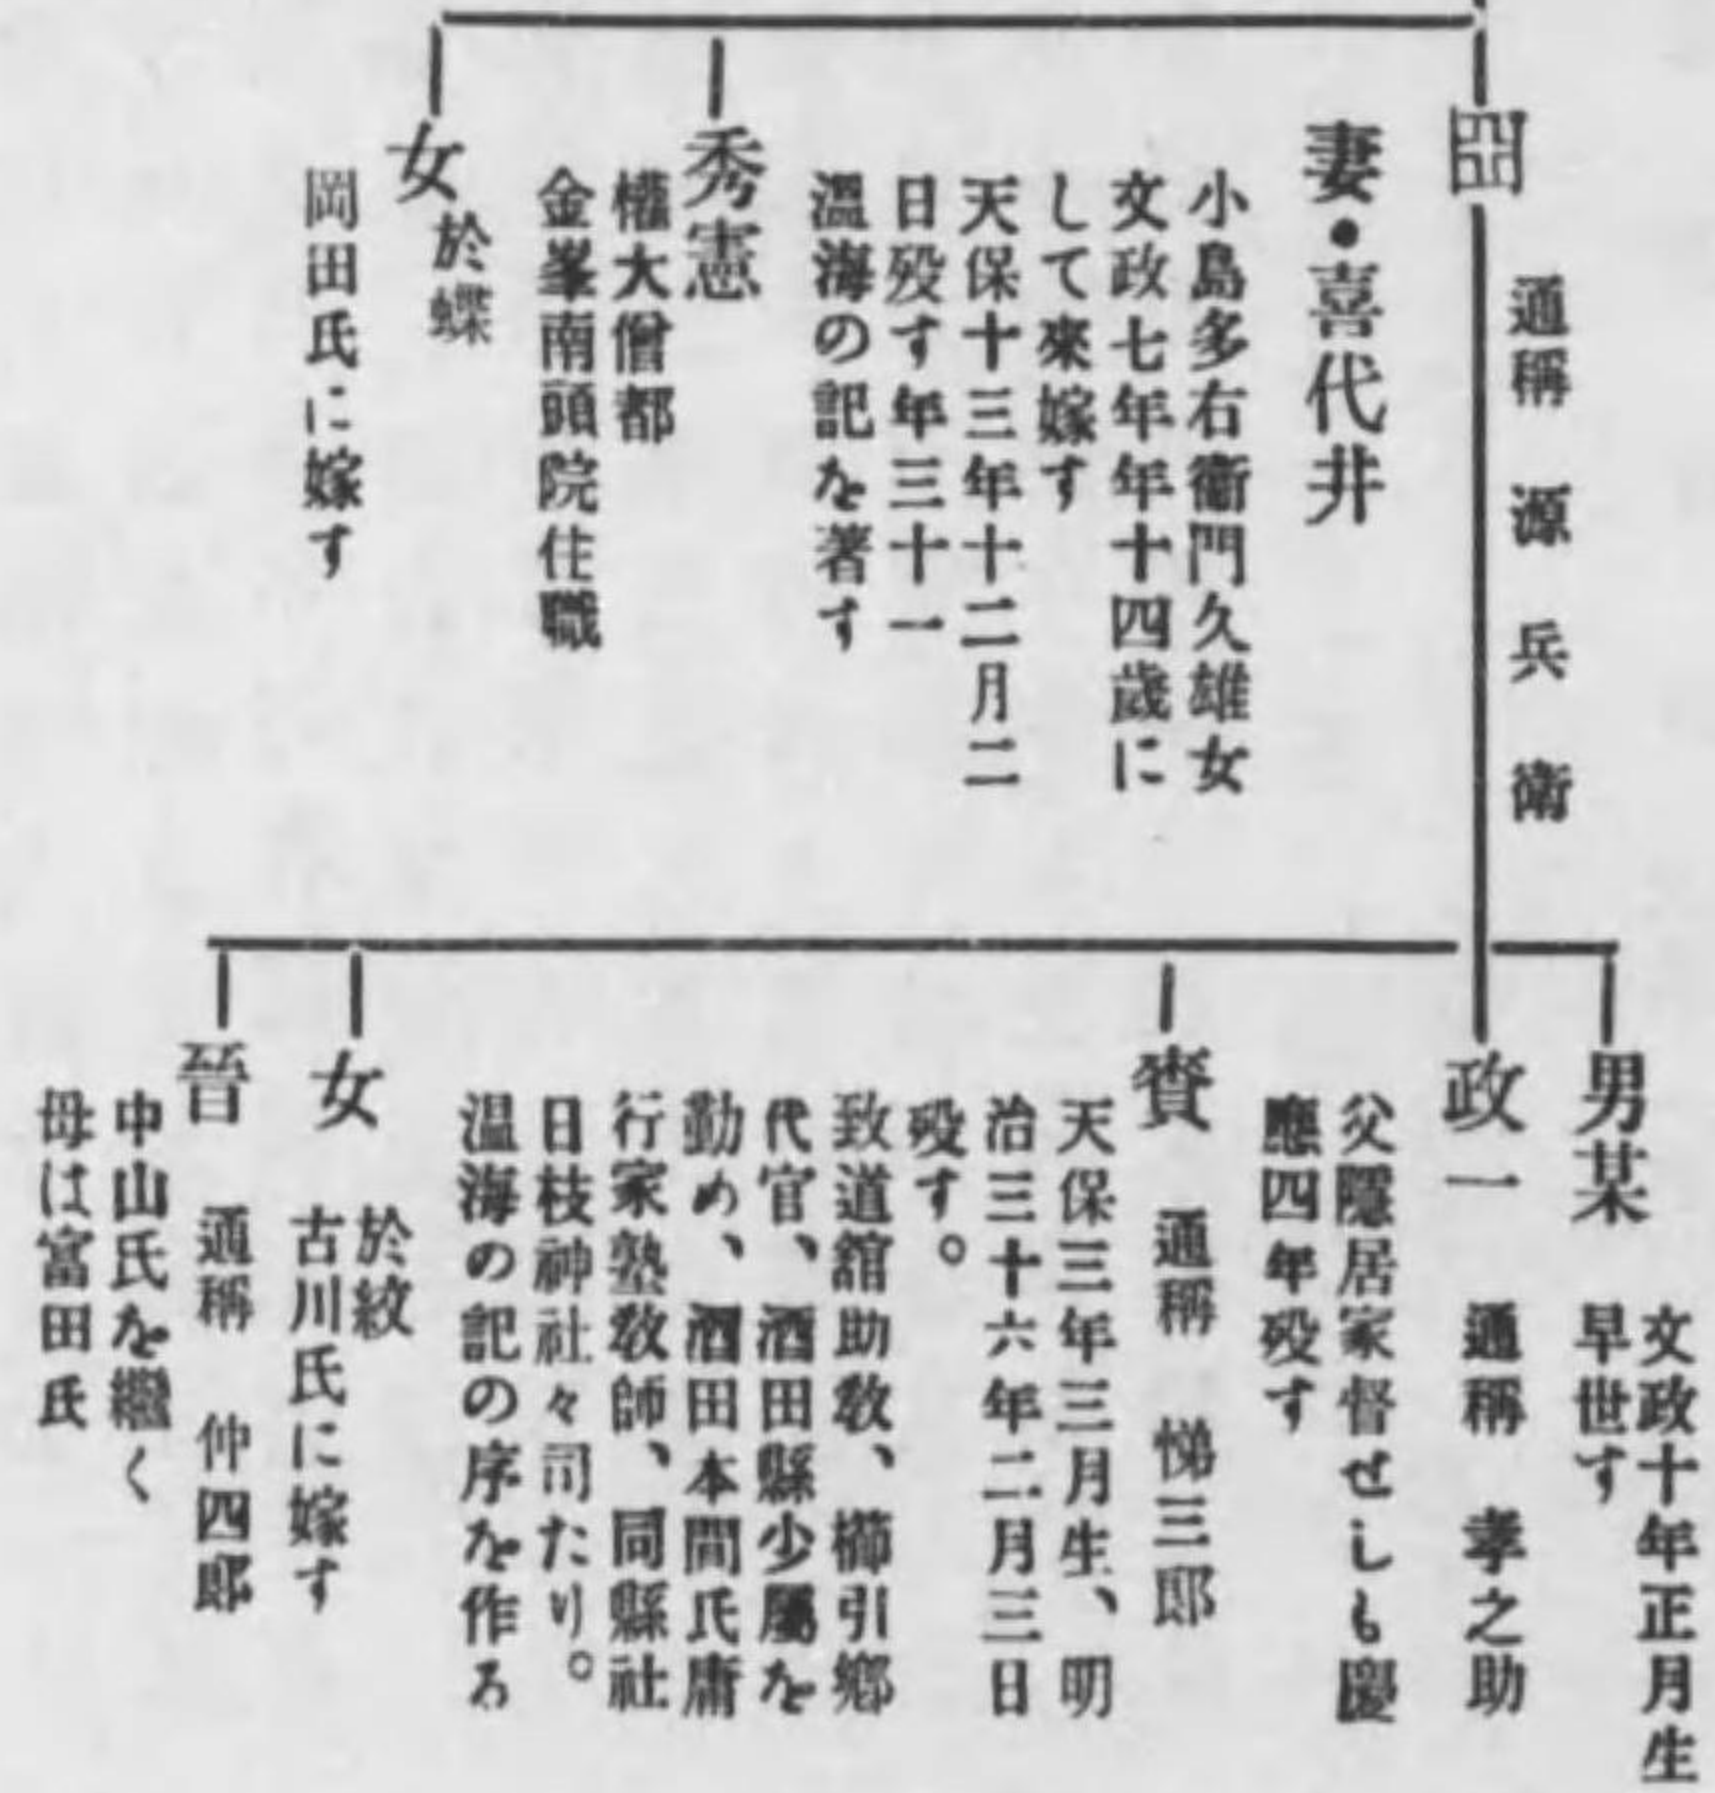 通稱 源兵衛
妻・喜代井
小島多右衞門久雄女
文政七年年十四歲に
して來嫁す
天保十三年十二月二
日歿す年三十一
溫海の記を著す
秀憲
權大僧都
金峯南頭院住職
女 於蝶
岡田氏に嫁す
男某 文政十年正月生
早世す
政一 通稱 孝之助
父隱居家督せしも慶
應四年歿す
賚 通稱 悌三郎
天保三年三月生、明
治三十六年二月三日
歿す。
致道館助敎、櫛引鄕
代官、酒田縣少屬を
勤め、酒田本間氏庸
行家塾敎師、同縣社
日枝神社々司たり。
溫海の記の序を作る
女 於紋
古川氏に嫁す
晉 通稱 仲四郎
中山氏を繼く
母は富田氏